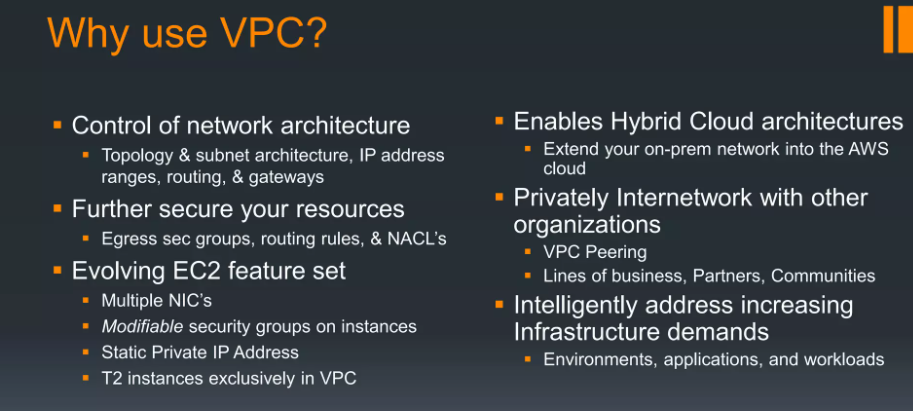 Why use VPC?
Control of network architecture
Topology & subnet architecture, IP address
ranges, routing, & gateways
Further secure your resources
Egress sec groups, routing rules, & NACL's
Evolving EC2 feature set
Multiple NIC's
Modifiable security groups on instances
Static Private IP Address
T2 instances exclusively in VPC
Enables Hybrid Cloud architectures
Extend your on-prem network into the AWS
cloud
Privately Internetwork with other
organizations
VPC Peering
Lines of business, Partners, Communities
Intelligently address increasing
Infrastructure demands
Environments, applications, and workloads